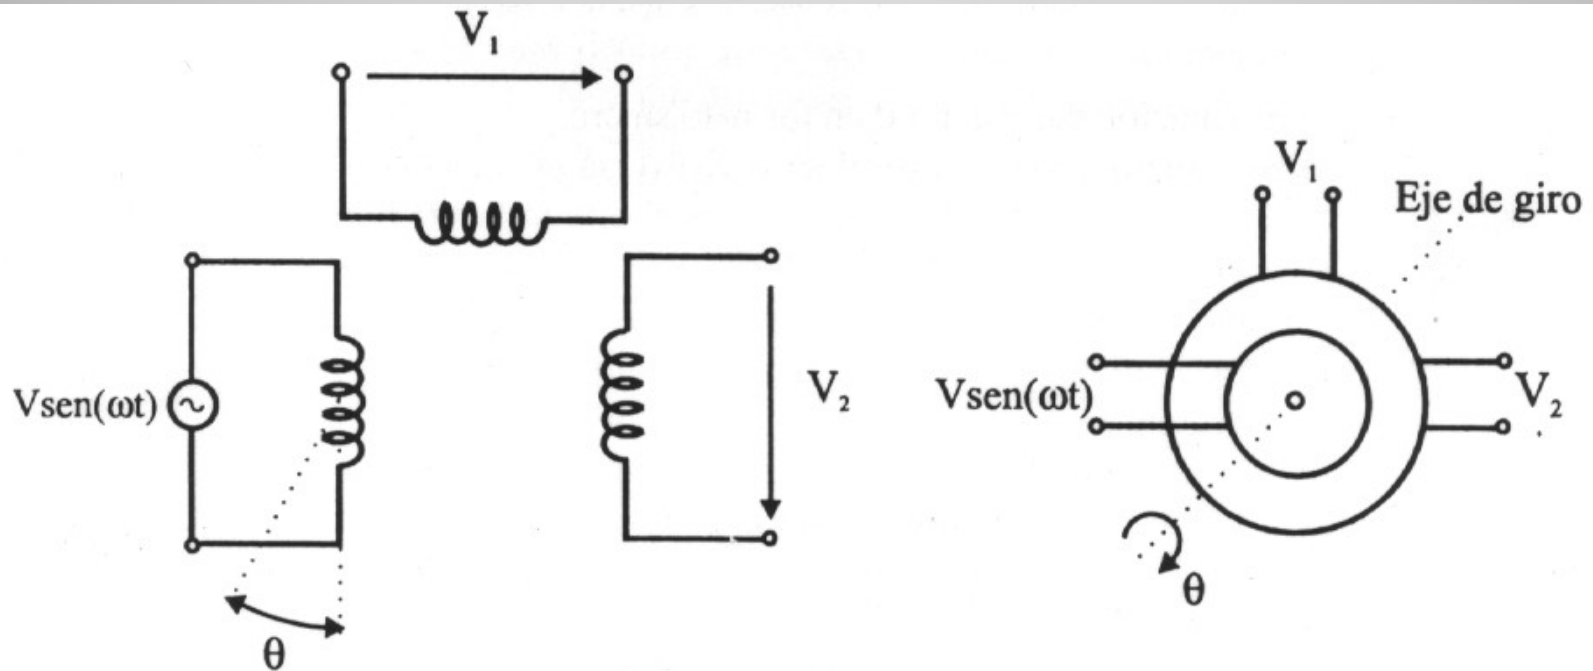 V₁
Vsen(ωt)
V₂
θ
V₁
Eje de giro
Vsen(ωt)
V₂
θ